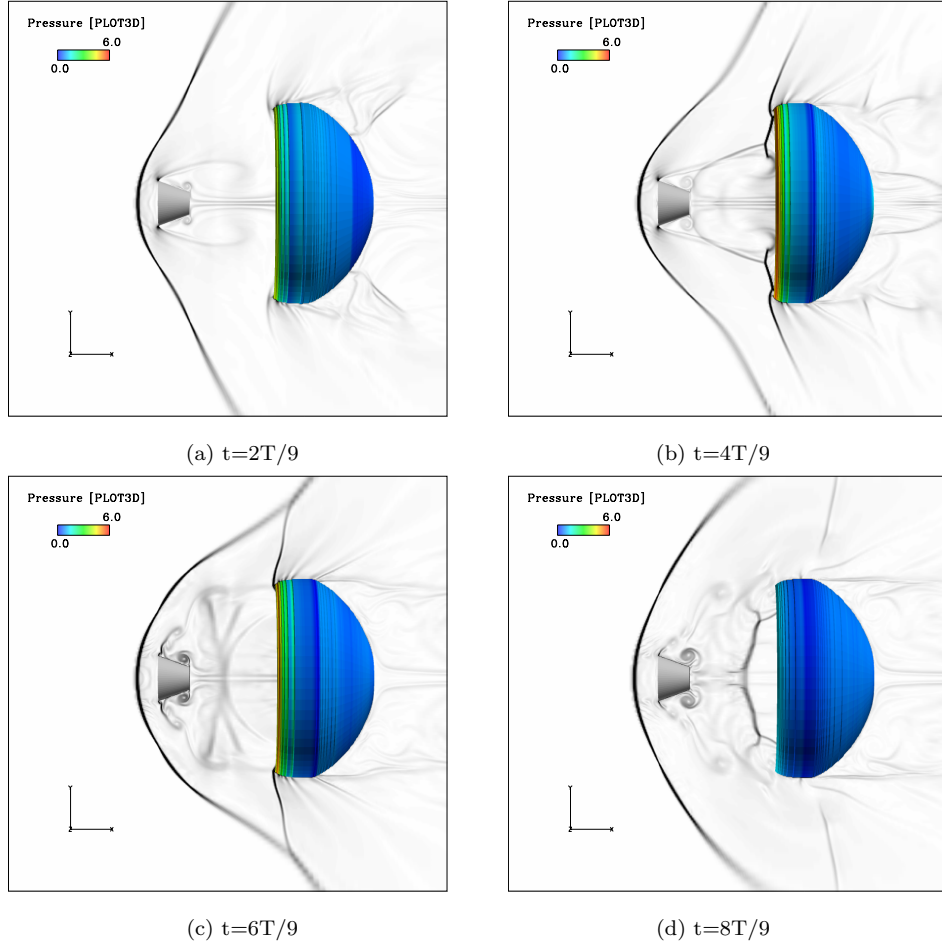 Pressure [PLOT3D]
6.0
0.0
Y
Z X
(a) t=2T/9
Pressure [PLOT3D]
6.0
0.0
Y
Z X
(b) t=4T/9
Pressure [PLOT3D]
6.0
0.0
Y
Z X
(c) t=6T/9
Pressure [PLOT3D]
6.0
0.0
Y
Z X
(d) t=8T/9